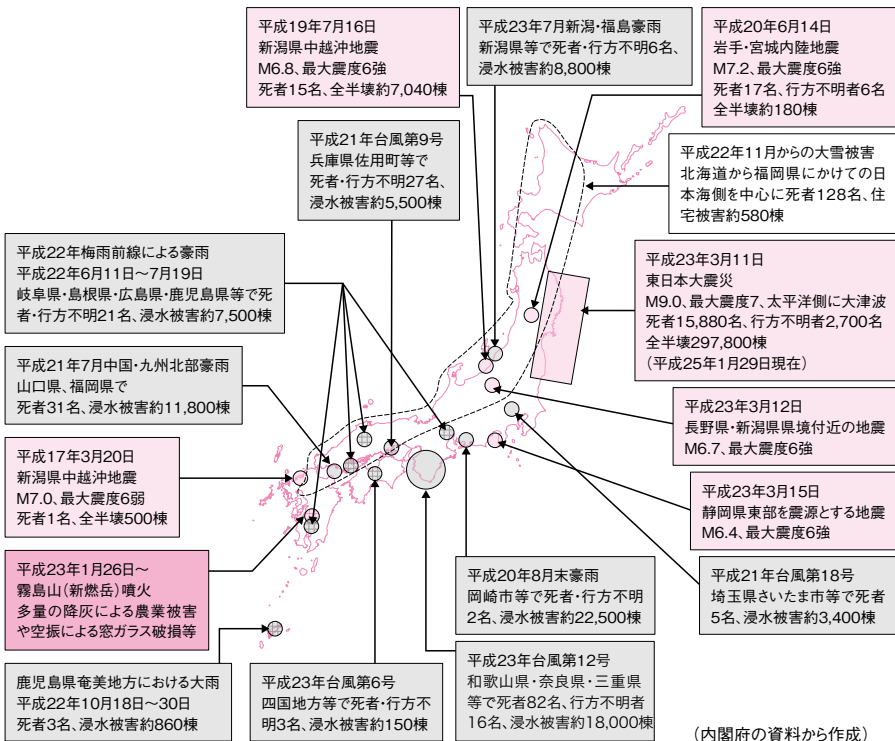 平成19年7月16日
新潟県中越沖地震
M6.8、最大震度6強
死者15名、全半壊約7,040棟
平成23年7月新潟・福島豪雨
新潟県等で死者・行方不明6名、
浸水被害約8,800棟
平成20年6月14日
岩手・宮城内陸地震
M7.2、最大震度6強
死者17名、行方不明者6名
全半壊約180棟
平成21年台風第9号
兵庫県佐用町等で
死者・行方不明27名、
浸水被害約5,500棟
平成22年11月からの大雪被害
北海道から福岡県にかけての日
本海側を中心に死者128名、住
宅被害約580棟
平成22年梅雨前線による豪雨
平成22年6月11日～7月19日
岐阜県・島根県・広島県・鹿児島県等で死
者・行方不明21名、浸水被害約7,500棟
平成23年3月11日
東日本大震災
M9.0、最大震度7、太平洋側に大津波
死者15,880名、行方不明者2,700名
全半壊297,800棟
（平成25年1月29日現在）
平成21年7月中国・九州北部豪雨
山口県、福岡県で
死者31名、浸水被害約11,800棟
平成23年3月12日
長野県・新潟県県境付近の地震
M6.7、最大震度6強
平成17年3月20日
新潟県中越沖地震
M7.0、最大震度6弱
死者1名、全半壊500棟
平成23年3月15日
静岡県東部を震源とする地震
M6.4、最大震度6強
平成23年1月26日～
霧島山（新燃岳）噴火
多量の降灰による農業被害
や空振による窓ガラス破損等
平成20年8月末豪雨
岡崎市等で死者・行方不明
2名、浸水被害約22,500棟
平成21年台風第18号
埼玉県さいたま市等で死者
5名、浸水被害約3,400棟
鹿児島県奄美地方における大雨
平成22年10月18日～30日
死者3名、浸水被害約860棟
平成23年台風第6号
四国地方等で死者・行方不
明3名、浸水被害約150棟
平成23年台風第12号
和歌山県・奈良県・三重県
等で死者82名、行方不明者
16名、浸水被害約18,000棟
（内閣府の資料から作成）